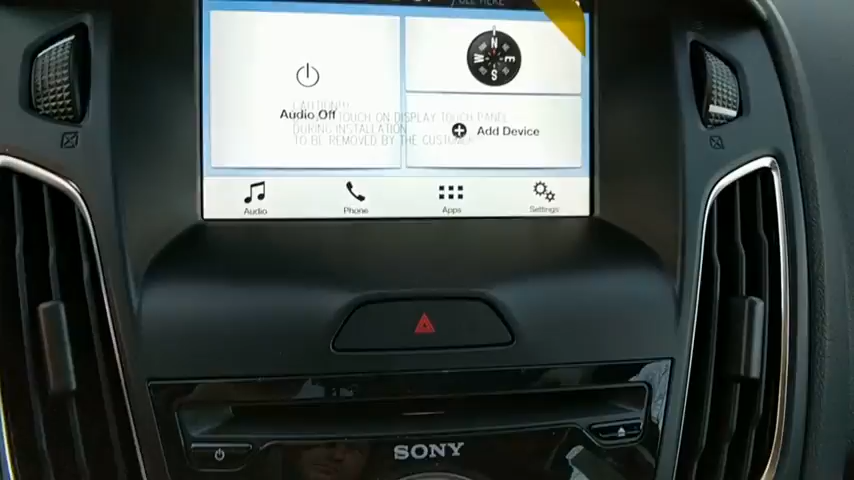 PEEL HERE
N
W E
S
CAUTION!
Audio Off
TOUCH ON DISPLAY TOUCH PANEL
DURING INSTALLATION
TO BE REMOVED BY THE CUSTOMER
Add Device
Audio
Phone
Apps
Settings
SONY